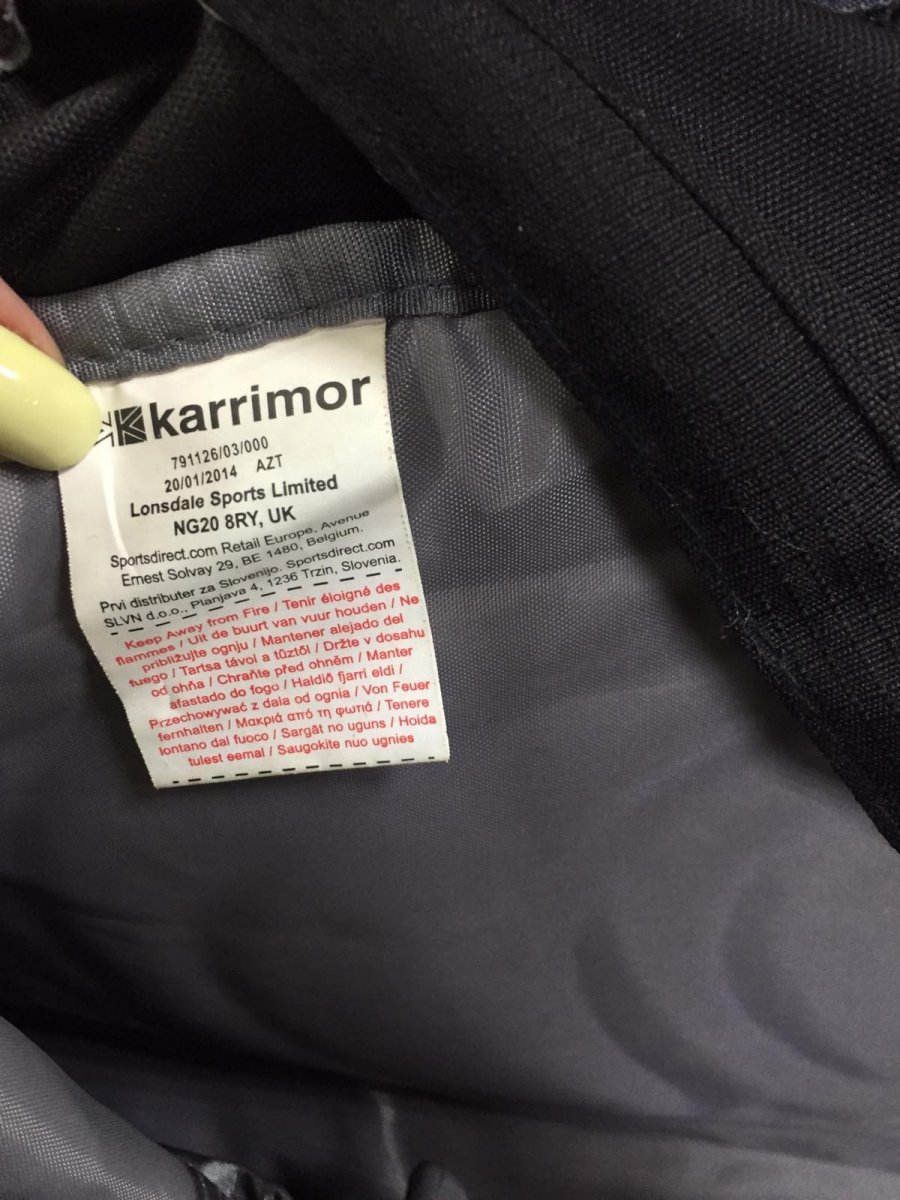 karrimor
791126/03/000
20/01/2014 AZT
Lonsdale Sports Limited
NG20 8RY, UK
Sportsdirect.com Retail Europe, Avenue
Ernest Solvay 29, BE 1480, Belgium.
Prvi distributer za Slovenijo. Sportsdirect.com
SLVN d.o.o., Planjava 4, 1236 Trzin, Slovenia.
Keep Away from Fire / Tenir éloigné des
flammes / Uit de buurt van vuur houden / Ne
približujte ognju / Mantener alejado del
fuego / Tartsa távol a tűztől / Držte v dosahu
od ohňa / Chraňte před ohněm / Manter
afastado do fogo / Haldið fjarri eldi /
Przechowywać z dala od ognia / Von Feuer
fernhalten / Μακριά από τη φωτιά / Tenere
lontano dal fuoco / Sargāt no uguns / Hoida
tulest eemal / Saugokite nuo ugnies